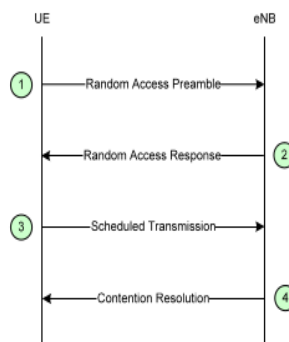 UE eNB
1 Random Access Preamble
Random Access Response 2
3 Scheduled Transmission
Contention Resolution 4